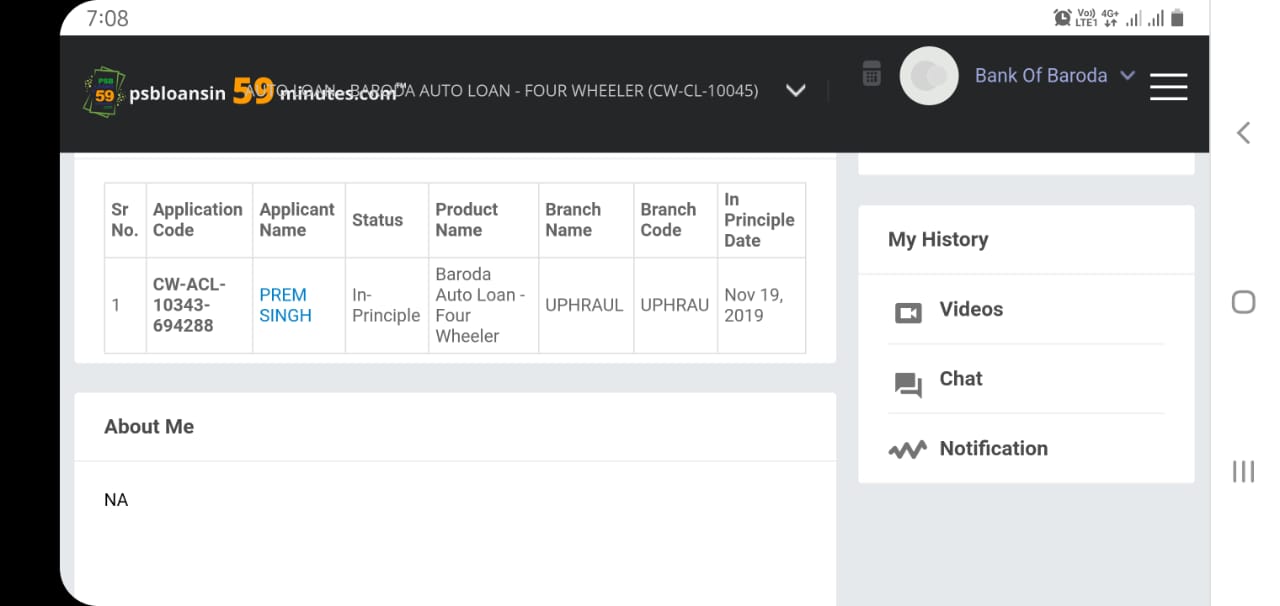 7:08
Vo)) 4G+
LTE1
PSB
59
psbloansin 59 minutes.com™
AUTO LOAN - BARODA AUTO LOAN - FOUR WHEELER (CW-CL-10045)
Bank Of Baroda
Sr No.
Application Code
Applicant Name
Status
Product Name
Branch Name
Branch Code
In Principle Date
1
CW-ACL-
10343-
694288
PREM
SINGH
In-
Principle
Baroda
Auto Loan -
Four
Wheeler
UPHRAUL
UPHRAU
Nov 19,
2019
About Me
NA
My History
Videos
Chat
Notification